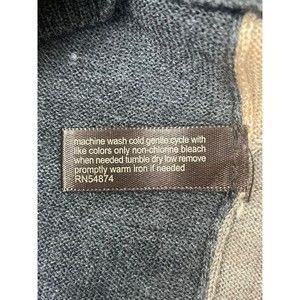 machine wash cold gentle cycle with
like colors only non-chlorine bleach
when needed tumble dry low remove
promptly warm iron if needed
RN54874